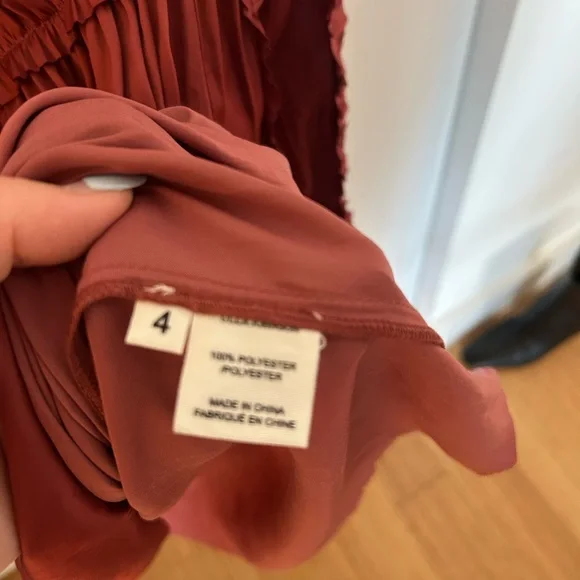 4
100% POLYESTER
/POLYESTER
MADE IN CHINA
FABRIQUÉ EN CHINE